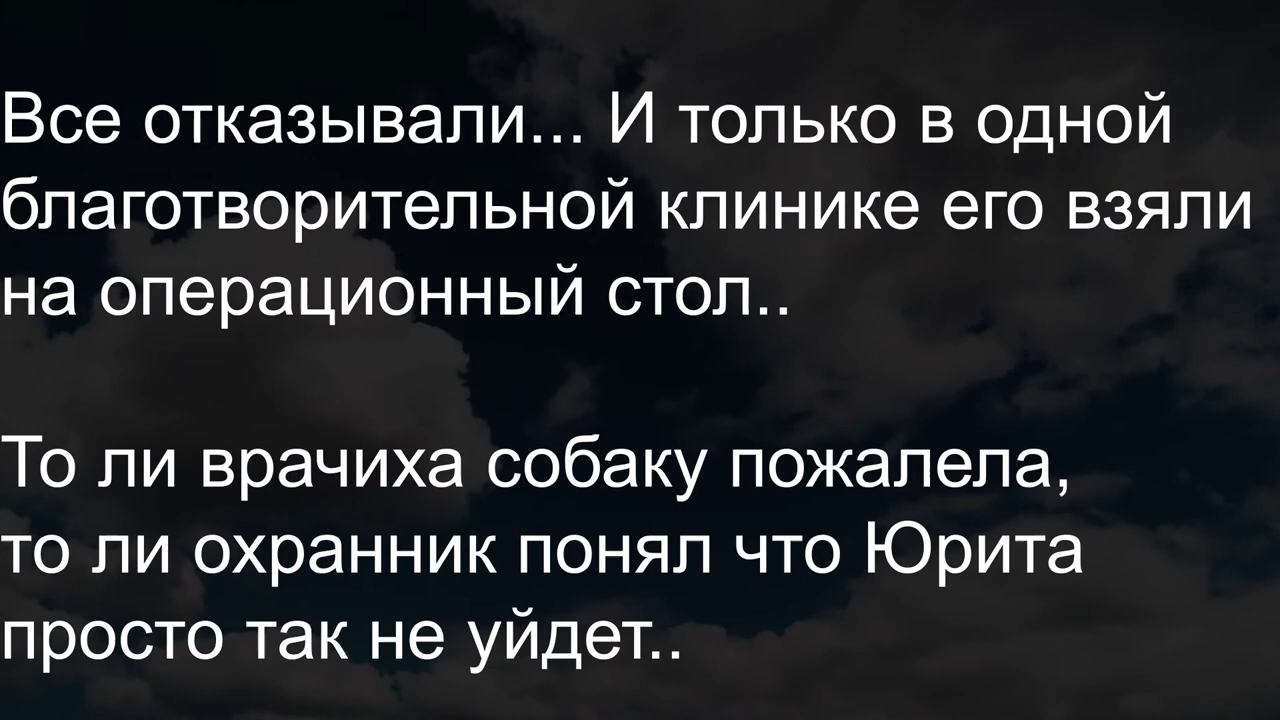 Все отказывали... И только в одной
благотворительной клинике его взяли
на операционный стол..
То ли врачиха собаку пожалела,
то ли охранник понял что Юрита
просто так не уйдет..